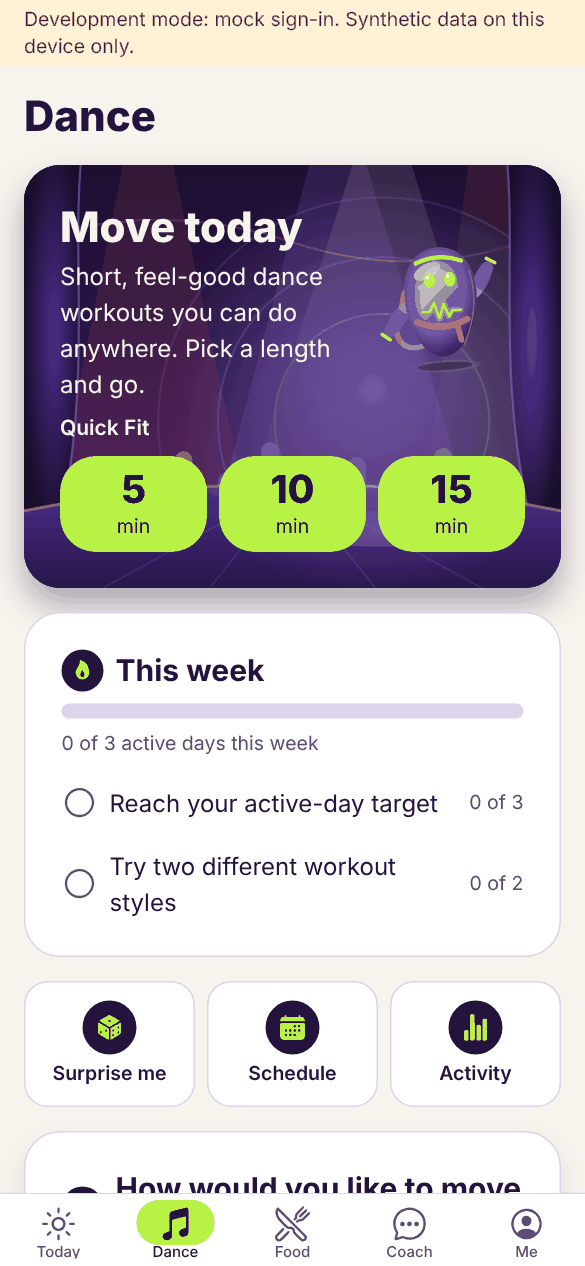 Development mode: mock sign-in. Synthetic data on this
device only.
Dance
Move today
Short, feel-good dance
workouts you can do
anywhere. Pick a length
and go.
Quick Fit
5
min
10
min
15
min
This week
0 of 3 active days this week
Reach your active-day target
0 of 3
Try two different workout
styles
0 of 2
Surprise me
Schedule
Activity
How would you like to move
Today
Dance
Food
Coach
Me